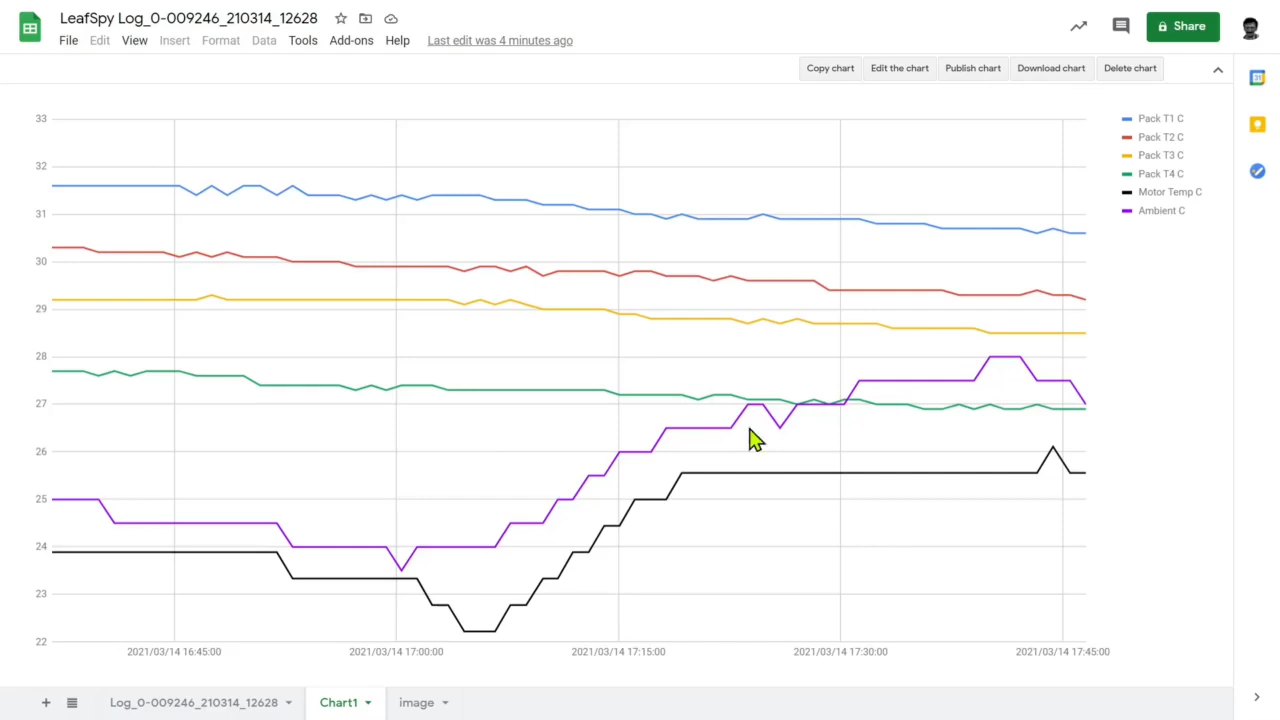 LeafSpy Log_0-009246_210314_12628
File Edit View Insert Format Data Tools Add-ons Help Last edit was 4 minutes ago
Share
Copy chart Edit the chart Publish chart Download chart Delete chart
31
33
32
31
30
29
28
27
26
25
24
23
22
2021/03/14 16:45:00 2021/03/14 17:00:00 2021/03/14 17:15:00 2021/03/14 17:30:00 2021/03/14 17:45:00
Pack T1 C
Pack T2 C
Pack T3 C
Pack T4 C
Motor Temp C
Ambient C
Log_0-009246_210314_12628 Chart1 image